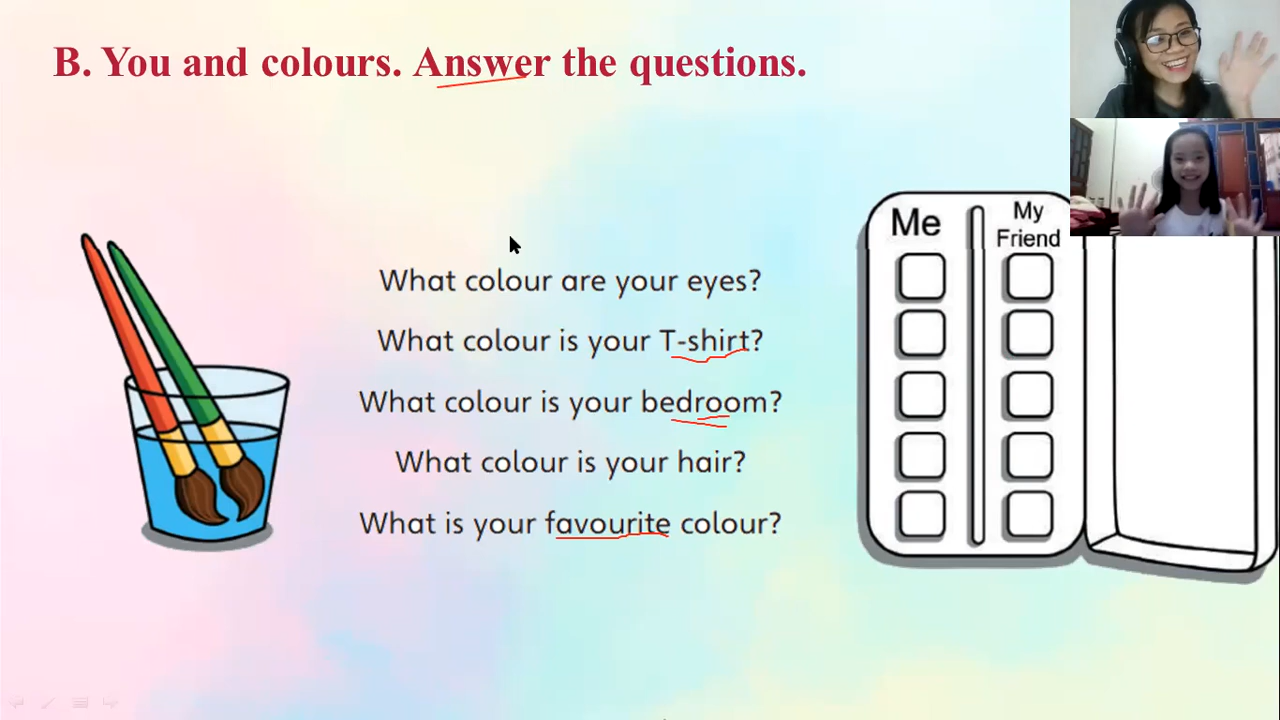 B. You and colours. Answer the questions.
What colour are your eyes?
What colour is your T-shirt?
What colour is your bedroom?
What colour is your hair?
What is your favourite colour?
Me
My
Friend